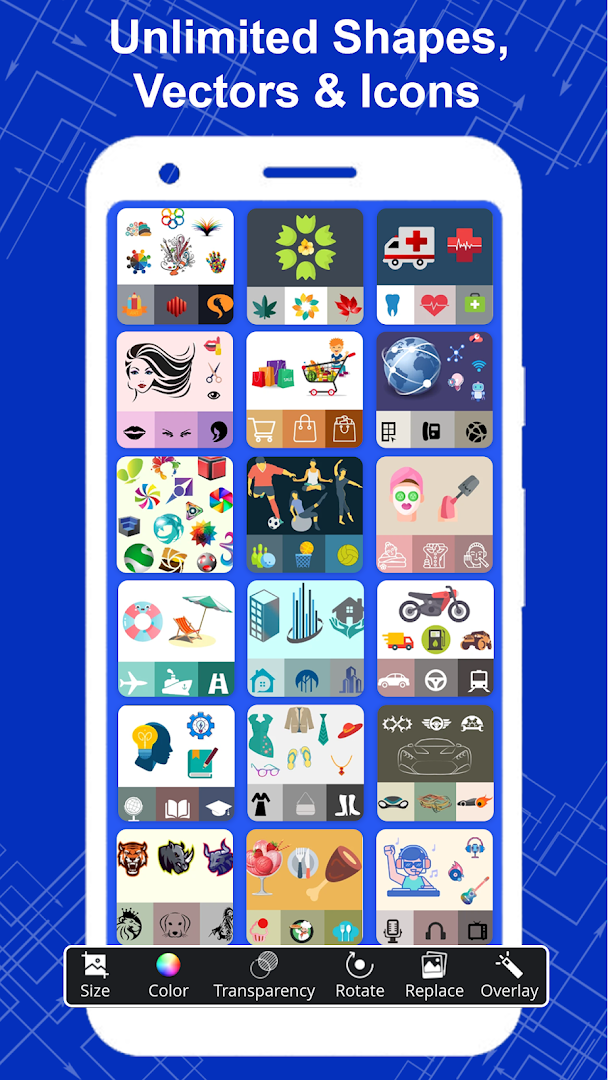 Unlimited Shapes,
Vectors & Icons
Size
Color
Transparency
Rotate
Replace
Overlay